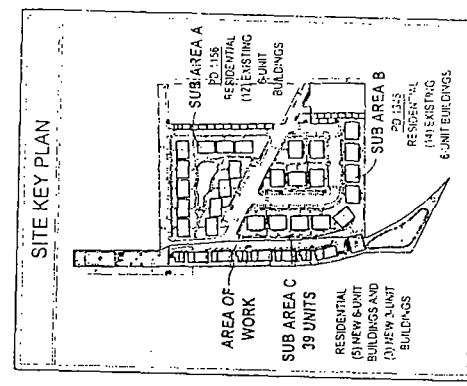 SITE KEY PLAN
SUB AREA A
PD 1156
RESIDENTIAL
(12) EXISTING
6-UNIT
BUILDINGS
SUB AREA B
RESIDENTIAL
(14) EXISTING
6-UNIT BUILDINGS
AREA OF
WORK
SUB AREA C
39 UNITS
RESIDENTIAL
(5) NEW 6-UNIT
BUILDINGS AND
(3) NEW 3-UNIT
BUILDINGS